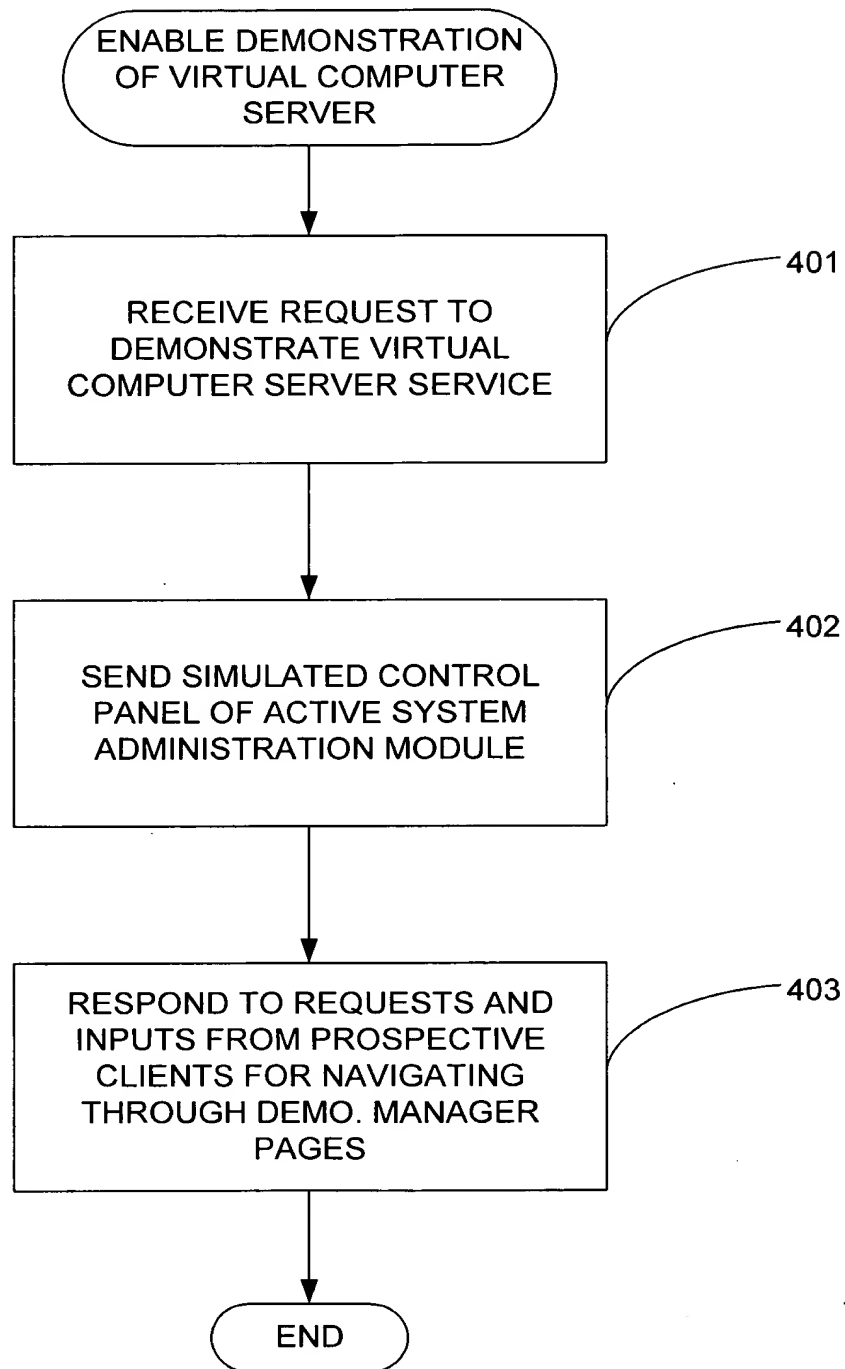 ENABLE DEMONSTRATION
OF VIRTUAL COMPUTER
SERVER
401
RECEIVE REQUEST TO
DEMONSTRATE VIRTUAL
COMPUTER SERVER SERVICE
402
SEND SIMULATED CONTROL
PANEL OF ACTIVE SYSTEM
ADMINISTRATION MODULE
403
RESPOND TO REQUESTS AND
INPUTS FROM PROSPECTIVE
CLIENTS FOR NAVIGATING
THROUGH DEMO. MANAGER
PAGES
END